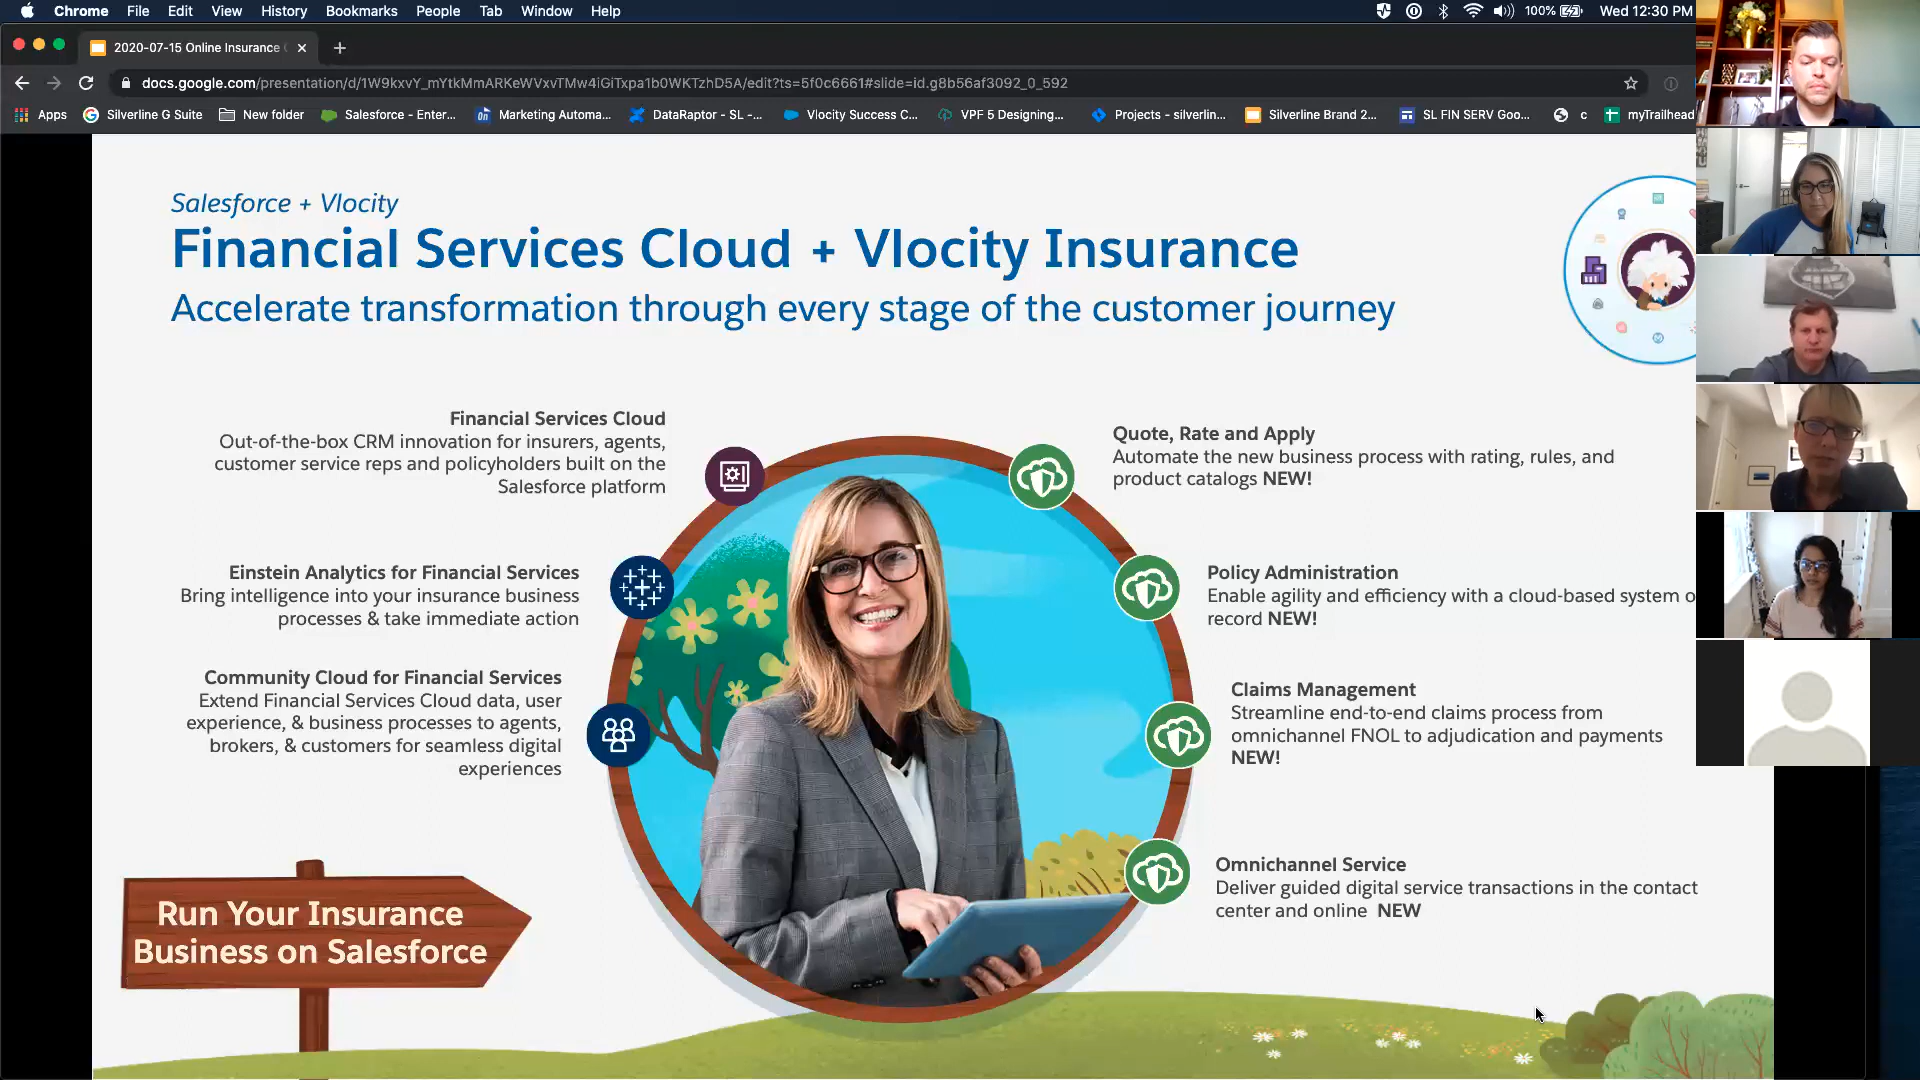 Chrome File Edit View History Bookmarks People Tab Window Help
100% Wed 12:30 PM
2020-07-15 Online Insurance
docs.google.com/presentation/d/1W9kxvY_mYtkMmARKeWVxvTMw4iGiTxpa1b0WKTzhD5A/edit?ts=5f0c6661#slide=id.g8b56af3092_0_592
Apps Silverline G Suite New folder Salesforce - Enter... Marketing Automa... DataRaptor - SL -... Vlocity Success C... VPF 5 Designing... Projects - silverlin... Silverline Brand 2... SL FIN SERV Goo... c myTrailhead
Salesforce + Vlocity
Financial Services Cloud + Vlocity Insurance
Accelerate transformation through every stage of the customer journey
Financial Services Cloud
Out-of-the-box CRM innovation for insurers, agents,
customer service reps and policyholders built on the
Salesforce platform
Einstein Analytics for Financial Services
Bring intelligence into your insurance business
processes & take immediate action
Community Cloud for Financial Services
Extend Financial Services Cloud data, user
experience, & business processes to agents,
brokers, & customers for seamless digital
experiences
Quote, Rate and Apply
Automate the new business process with rating, rules, and
product catalogs NEW!
Policy Administration
Enable agility and efficiency with a cloud-based system o
record NEW!
Claims Management
Streamline end-to-end claims process from
omnichannel FNOL to adjudication and payments
NEW!
Omnichannel Service
Deliver guided digital service transactions in the contact
center and online NEW
Run Your Insurance
Business on Salesforce